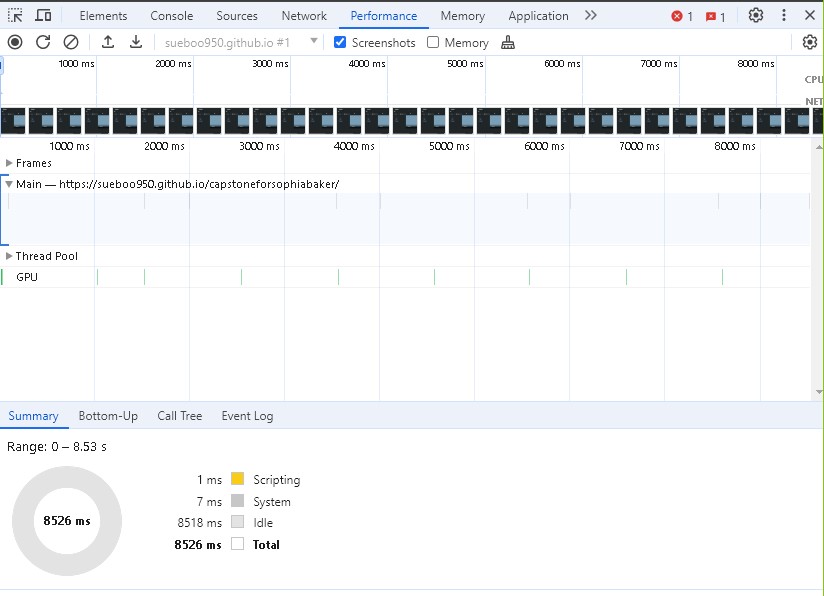 Elements Console Sources Network Performance Memory Application 1 1
sueboo950.github.io #1 Screenshots Memory
1000 ms 2000 ms 3000 ms 4000 ms 5000 ms 6000 ms 7000 ms 8000 ms
CPU
NET
1000 ms 2000 ms 3000 ms 4000 ms 5000 ms 6000 ms 7000 ms 8000 ms
Frames
Main — https://sueboo950.github.io/capstoneforsophiabaker/
Thread Pool
GPU
Summary Bottom-Up Call Tree Event Log
Range: 0 – 8.53 s
1 ms Scripting
7 ms System
8518 ms Idle
8526 ms Total
8526 ms